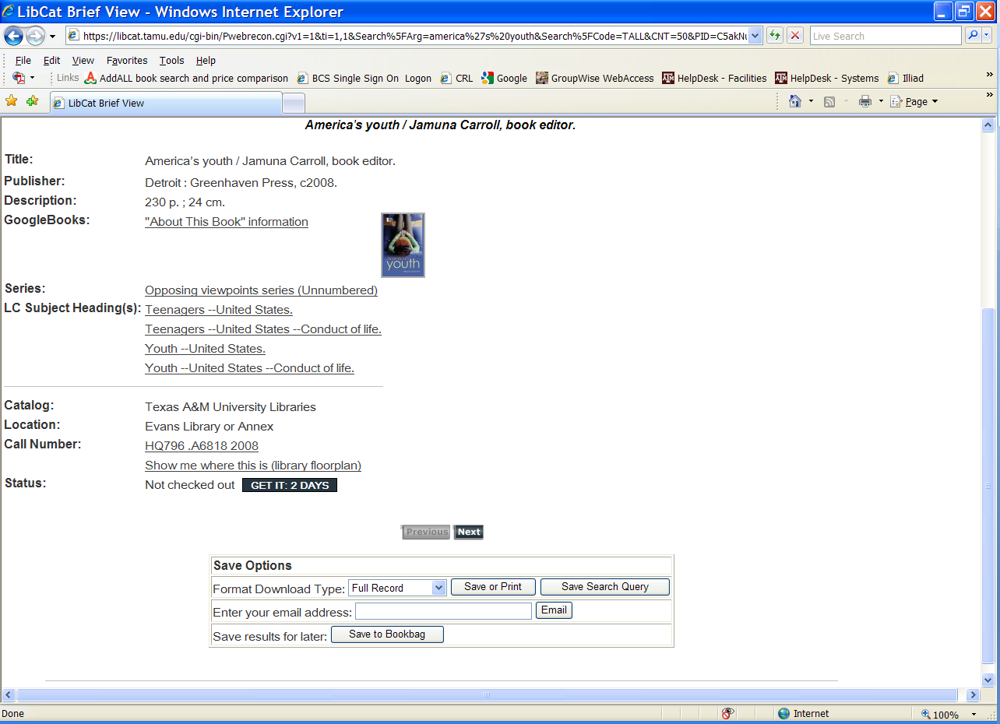 LibCat Brief View - Windows Internet Explorer
https://libcat.tamu.edu/cgi-bin/Pwebrecon.cgi?v1=1&ti=1,1&Search%5FArg=america%27s%20youth&Search%5FCode=TALL&CNT=50&PID=C5akNu
Live Search
File Edit View Favorites Tools Help
Links AddALL book search and price comparison BCS Single Sign On Logon CRL Google GroupWise WebAccess HelpDesk - Facilities HelpDesk - Systems Illiad »
LibCat Brief View Page »
America's youth / Jamuna Carroll, book editor.
Title: America's youth / Jamuna Carroll, book editor.
Publisher: Detroit : Greenhaven Press, c2008.
Description: 230 p. ; 24 cm.
GoogleBooks: "About This Book" information
youth
Series: Opposing viewpoints series (Unnumbered)
LC Subject Heading(s): Teenagers --United States.
Teenagers --United States --Conduct of life.
Youth --United States.
Youth --United States --Conduct of life.
Catalog: Texas A&M University Libraries
Location: Evans Library or Annex
Call Number: HQ796 .A6818 2008
Show me where this is (library floorplan)
Status: Not checked out GET IT: 2 DAYS
Previous Next
Save Options
Format Download Type: Full Record Save or Print Save Search Query
Enter your email address: Email
Save results for later: Save to Bookbag
Done Internet 100%